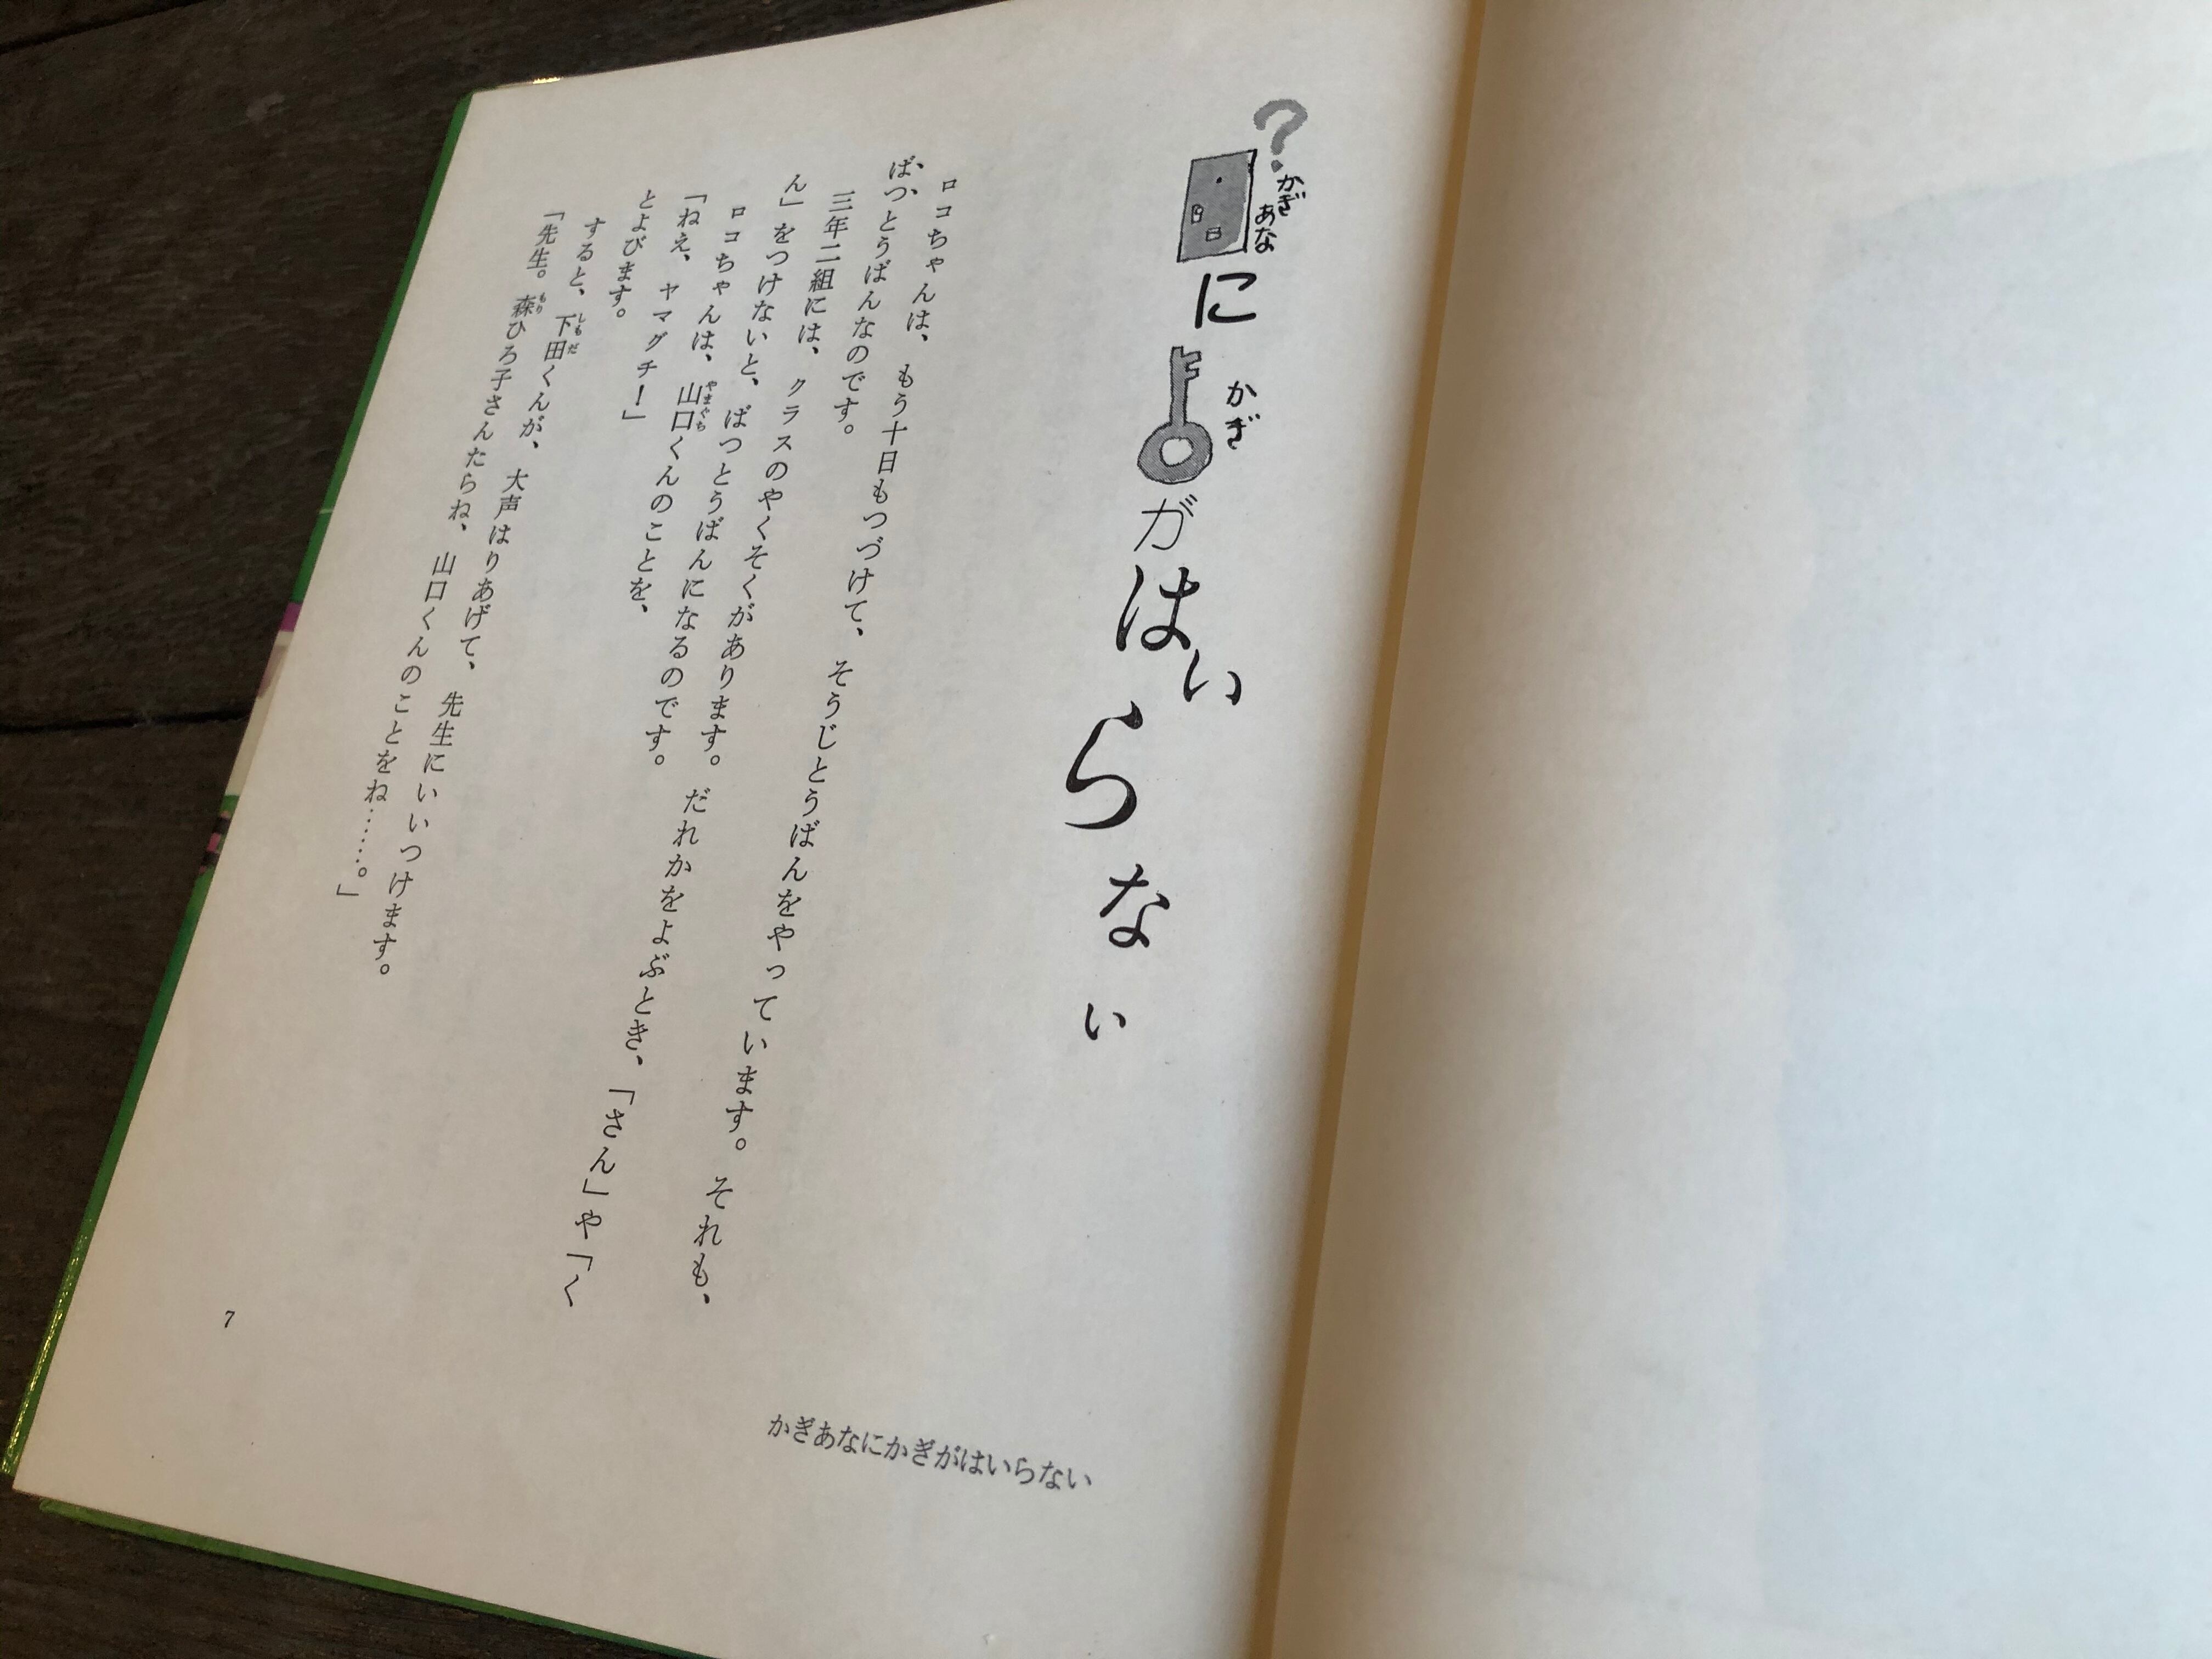 ?かぎあなにかぎがはいらない
ロコちゃんは、もう十日もつづけて、そうじとうばんをやっています。それも、
ばつとうばんなのです。
三年二組には、クラスのやくそくがあります。だれかをよぶとき、「さん」や「く
ん」をつけないと、ばつとうばんになるのです。
ロコちゃんは、山口くんのことを、
「ねえ、ヤマグチ！」
とよびます。
すると、下田くんが、大声はりあげて、先生にいいつけます。
「先生。森ひろ子さんたらね、山口くんのことをね……。」
7
かぎあなにかぎがはいらない